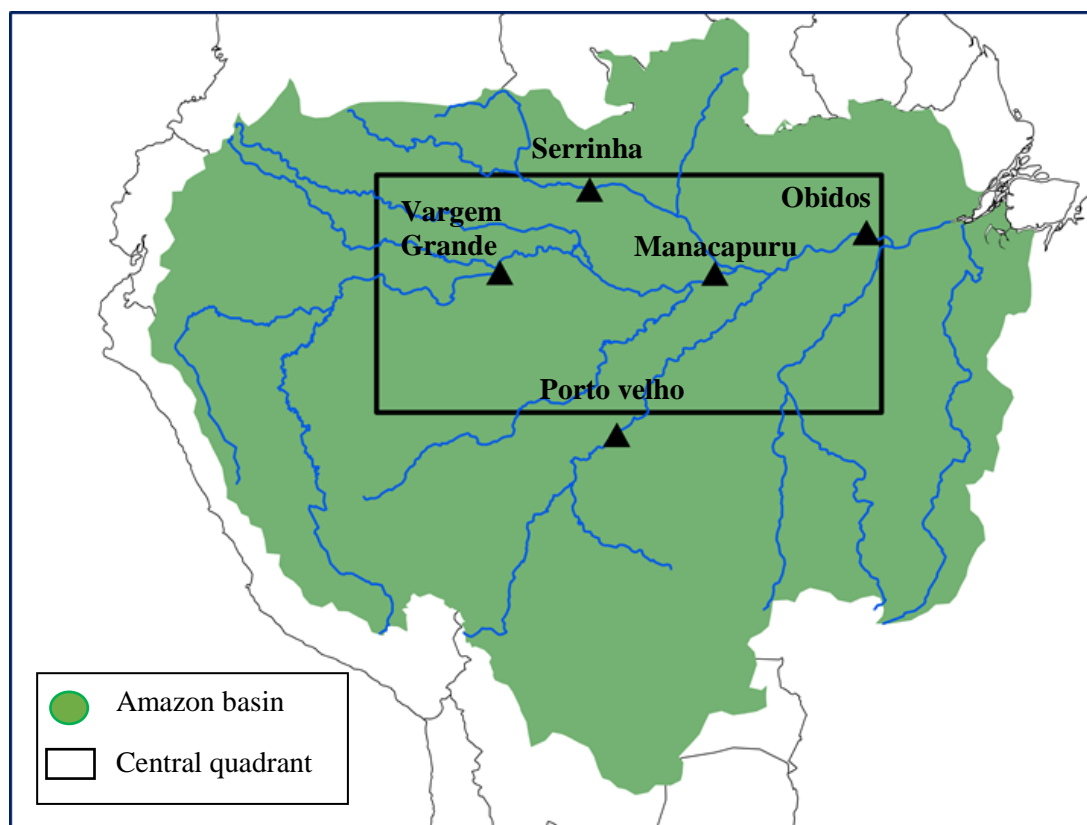 Serrinha
Obidos
Vargem
Grande
Manacapuru
Porto velho
Amazon basin
Central quadrant